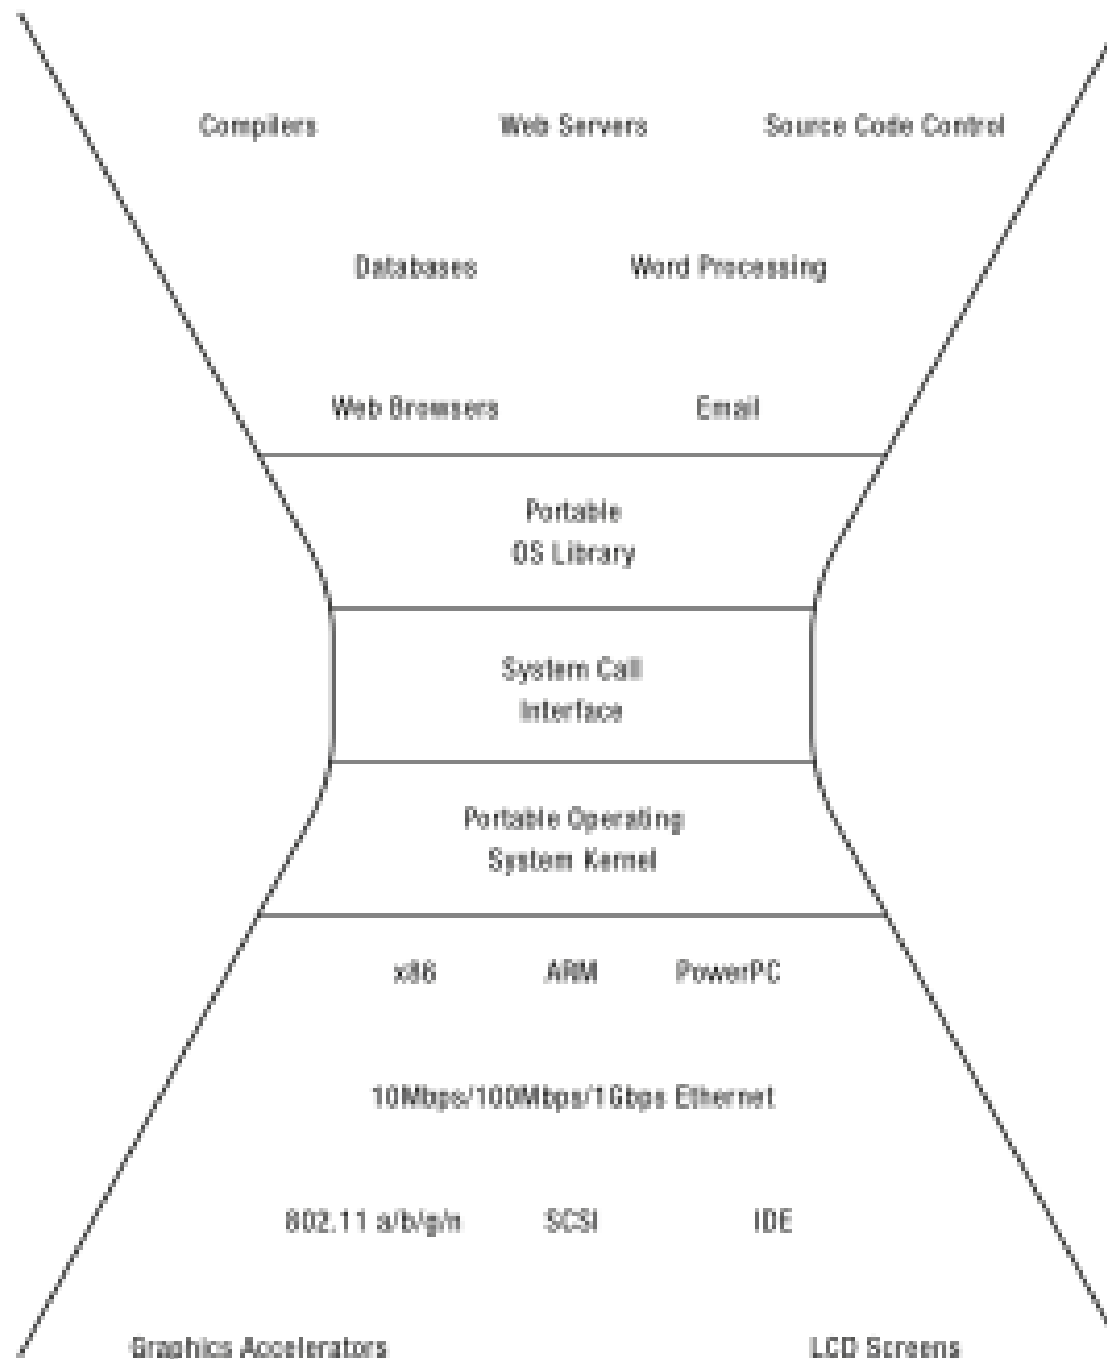 Compilers Web Servers Source Code Control
Databases Word Processing
Web Browsers Email
Portable
OS Library
System Call
Interface
Portable Operating
System Kernel
x86 ARM PowerPC
10Mbps/100Mbps/1Gbps Ethernet
802.11 a/b/g/n SCSI IDE
Graphics Accelerators LCD Screens